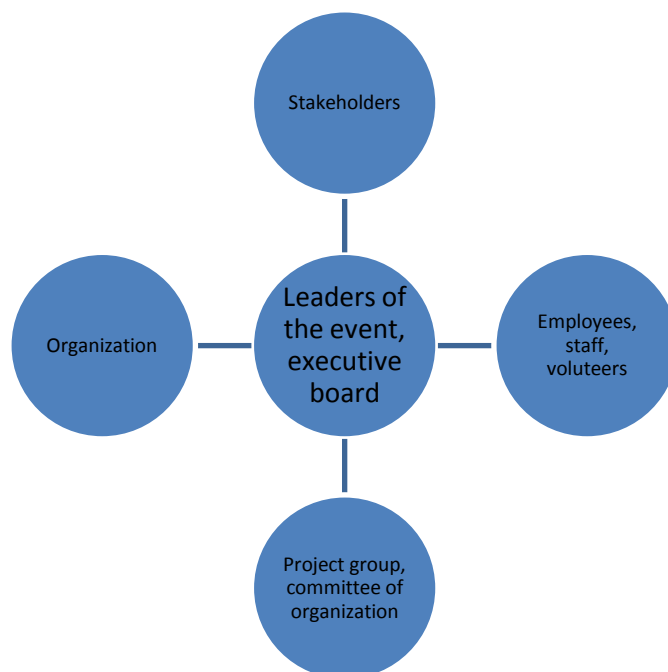 Stakeholders
Organization
Leaders of
the event,
executive
board
Employees,
staff,
voluteers
Project group,
committee of
organization